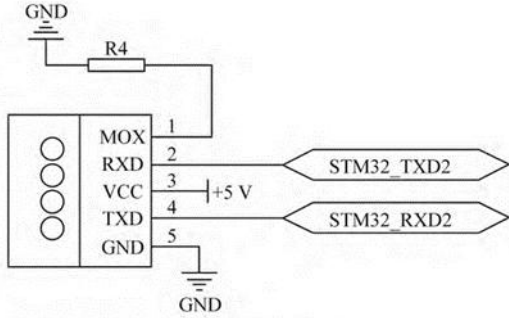 GND
R4
MOX 1
RXD 2
STM32_TXD2
VCC 3
+5 V
TXD 4
STM32_RXD2
GND 5
GND